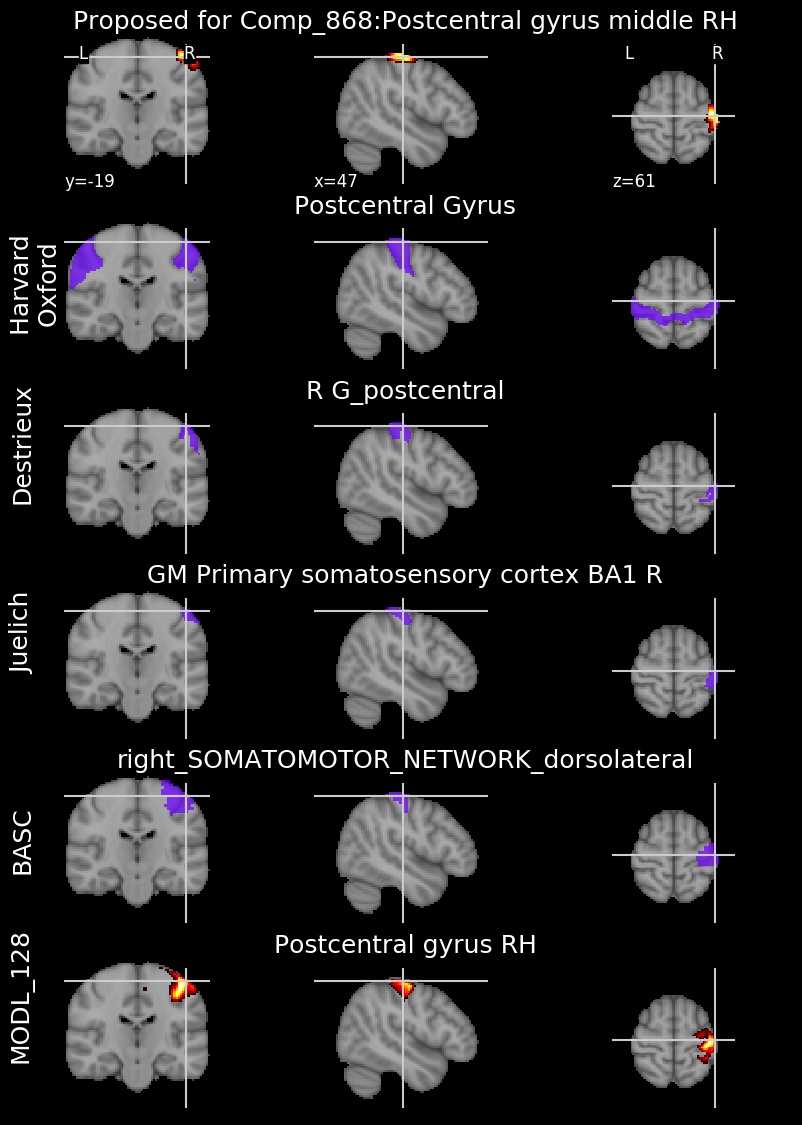 Proposed for Comp_868:Postcentral gyrus middle RH
L R L R
y=-19 x=47 z=61
Postcentral Gyrus
Harvard
Oxford
R G_postcentral
Destrieux
GM Primary somatosensory cortex BA1 R
Juelich
right_SOMATOMOTOR_NETWORK_dorsolateral
BASC
Postcentral gyrus RH
MODL_128